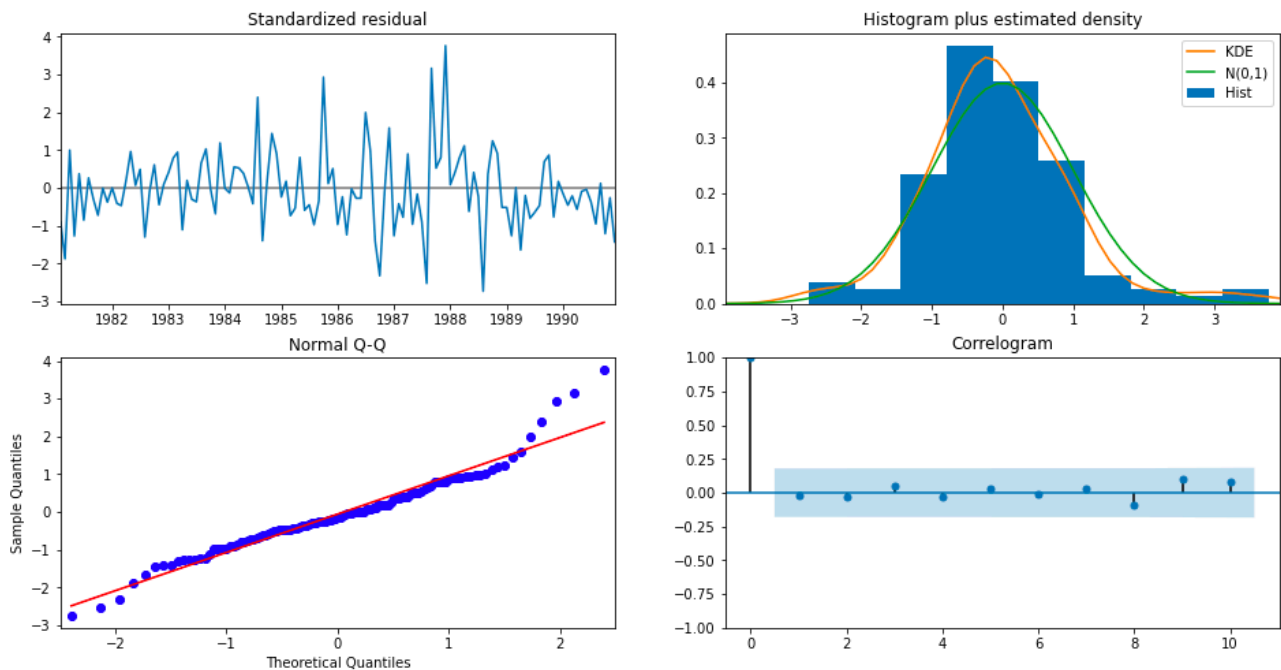 Standardized residual
4
3
2
1
0
−1
−2
−3
1982 1983 1984 1985 1986 1987 1988 1989 1990
Histogram plus estimated density
KDE
N(0,1)
Hist
0.4
0.3
0.2
0.1
0.0
−3 −2 −1 0 1 2 3
Normal Q-Q
Sample Quantiles
4
3
2
1
0
−1
−2
−3
−2 −1 0 1 2
Theoretical Quantiles
Correlogram
1.00
0.75
0.50
0.25
0.00
−0.25
−0.50
−0.75
−1.00
0 2 4 6 8 10